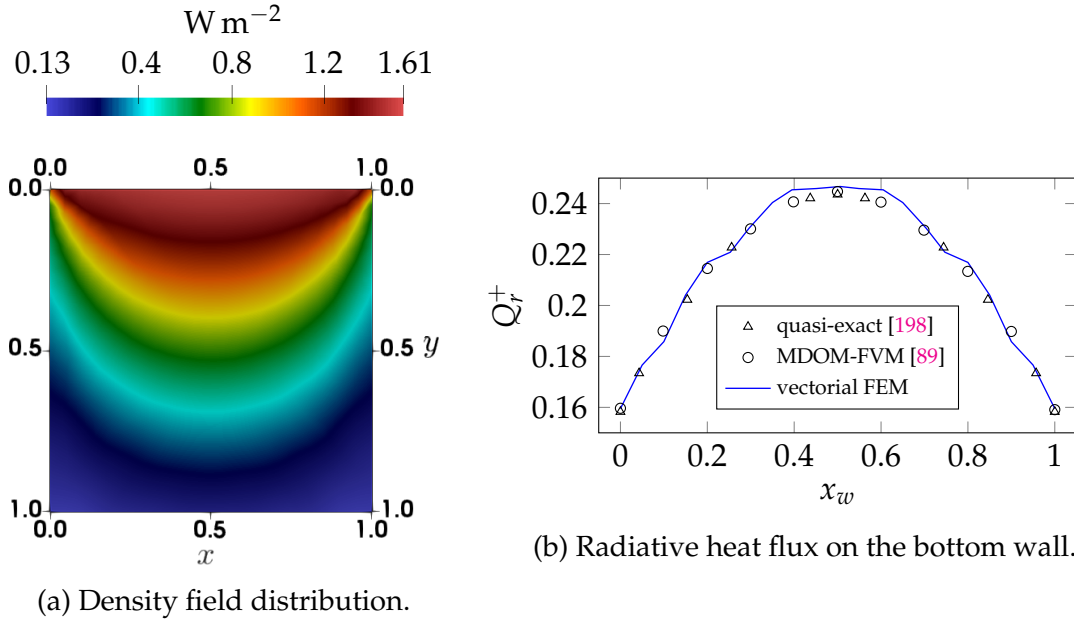 W m−2
0.13 0.4 0.8 1.2 1.61
0.0 0.5 1.0
0.0 0.0
0.5 y
1.0 1.0
0.0 0.5 1.0
x
(a) Density field distribution.
0.24
0.22
0.2
0.18
0.16
Qr+
quasi-exact [198]
MDOM-FVM [89]
vectorial FEM
0 0.2 0.4 0.6 0.8 1
xw
(b) Radiative heat flux on the bottom wall.